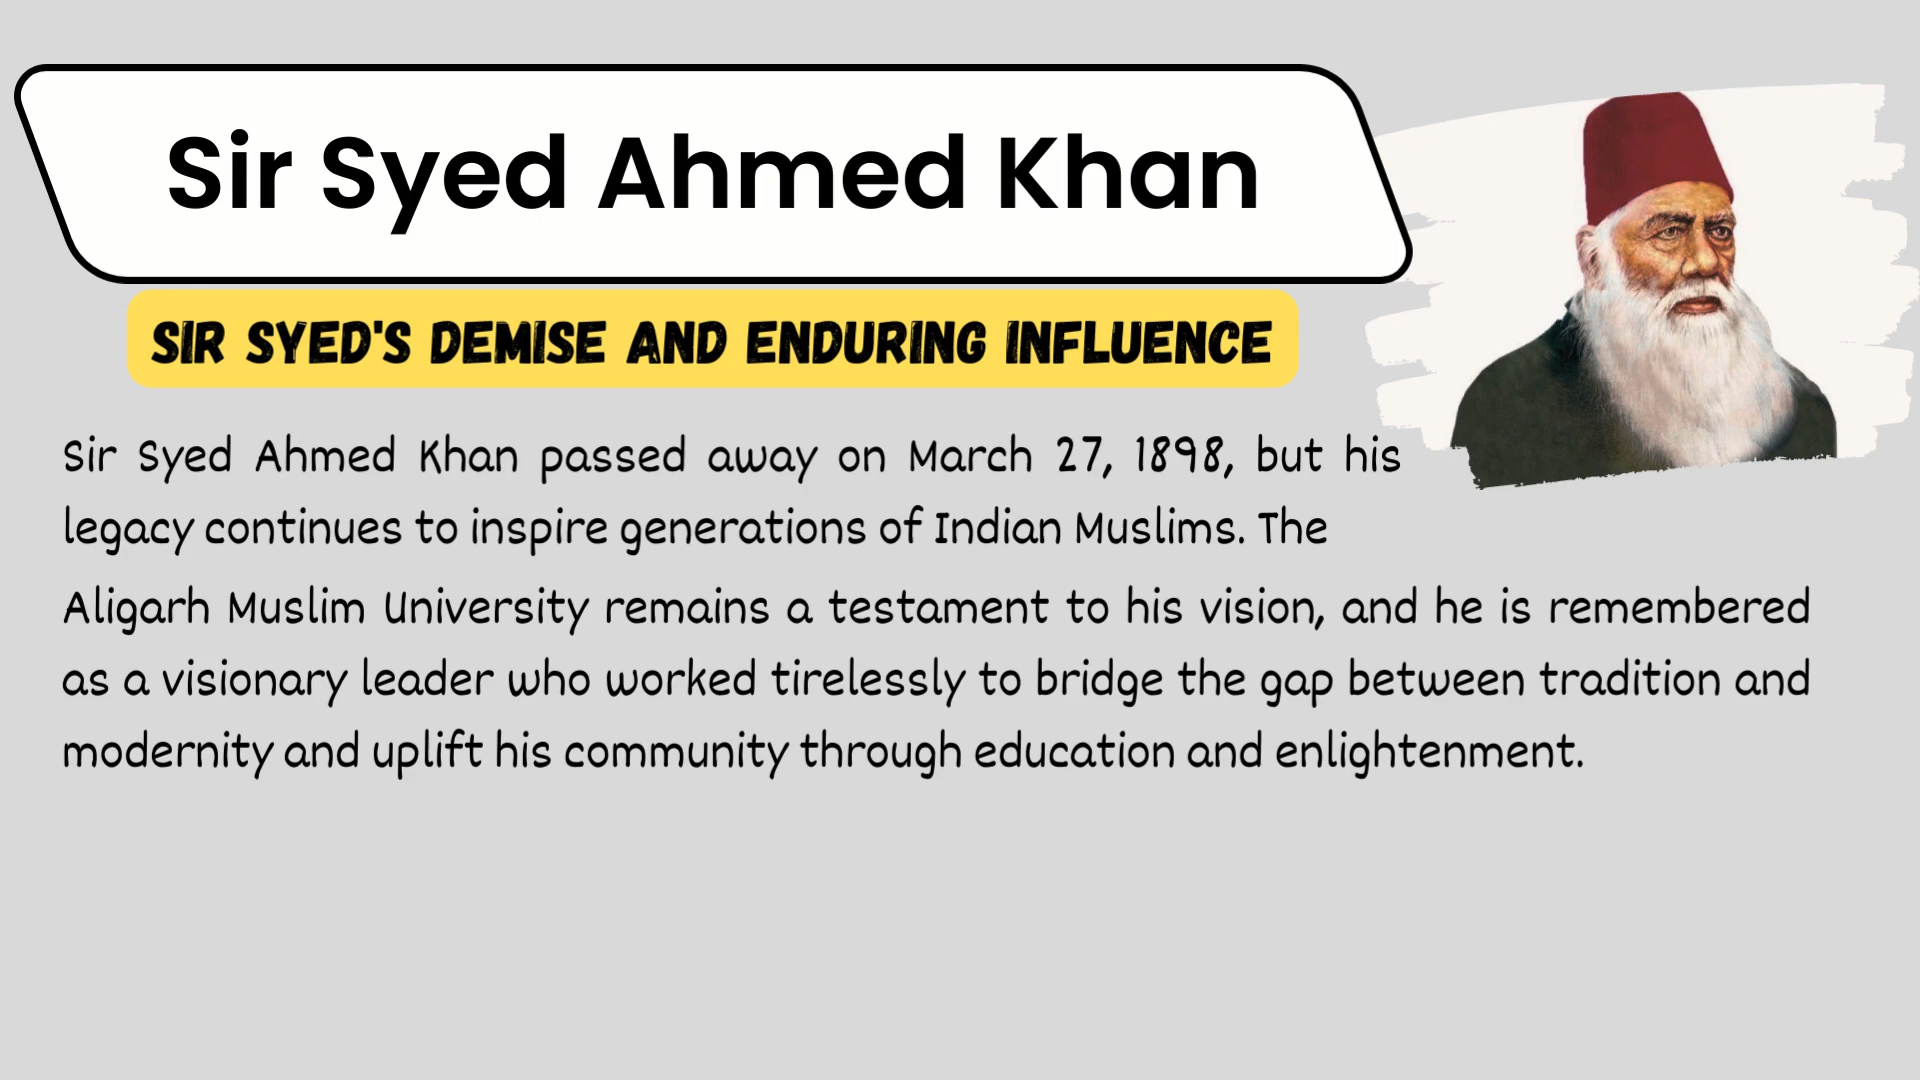 Sir Syed Ahmed Khan
SIR SYED'S DEMISE AND ENDURING INFLUENCE
Sir Syed Ahmed Khan passed away on March 27, 1898, but his
legacy continues to inspire generations of Indian Muslims. The
Aligarh Muslim University remains a testament to his vision, and he is remembered
as a visionary leader who worked tirelessly to bridge the gap between tradition and
modernity and uplift his community through education and enlightenment.